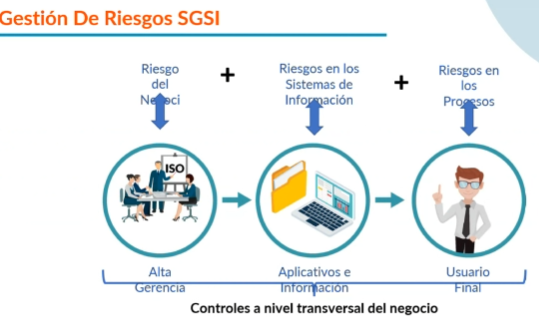 Gestión De Riesgos SGSI
Riesgo
del
Negoci
+
Riesgos en los
Sistemas de
Información
+
Riesgos en
los
Procesos
ISO
Alta
Gerencia
Aplicativos e
Información
Usuario
Final
Controles a nivel transversal del negocio